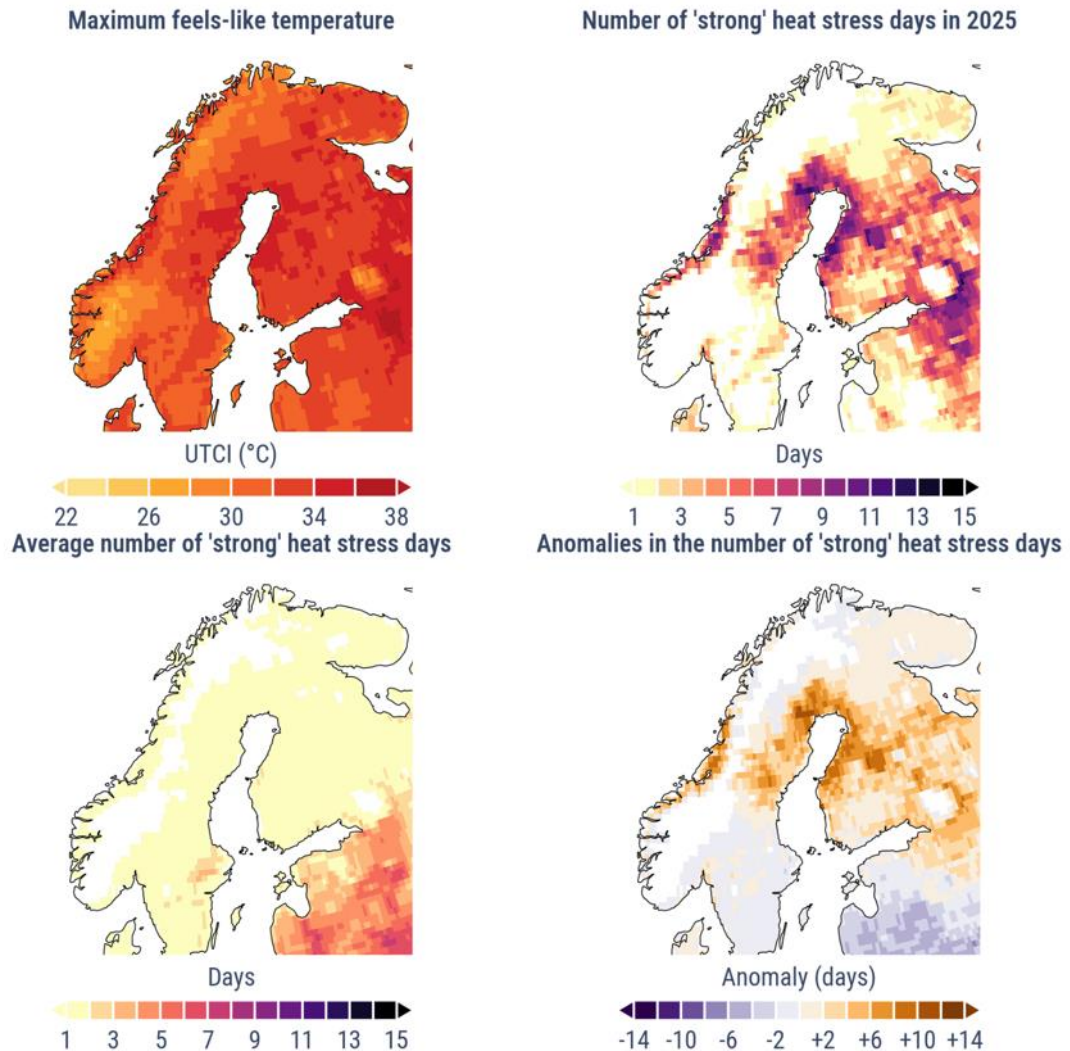 Maximum feels-like temperature
Number of 'strong' heat stress days in 2025
UTCI (°C)
22 26 30 34 38
Days
1 3 5 7 9 11 13 15
Average number of 'strong' heat stress days
Anomalies in the number of 'strong' heat stress days
Days
1 3 5 7 9 11 13 15
Anomaly (days)
-14 -10 -6 -2 +2 +6 +10 +14